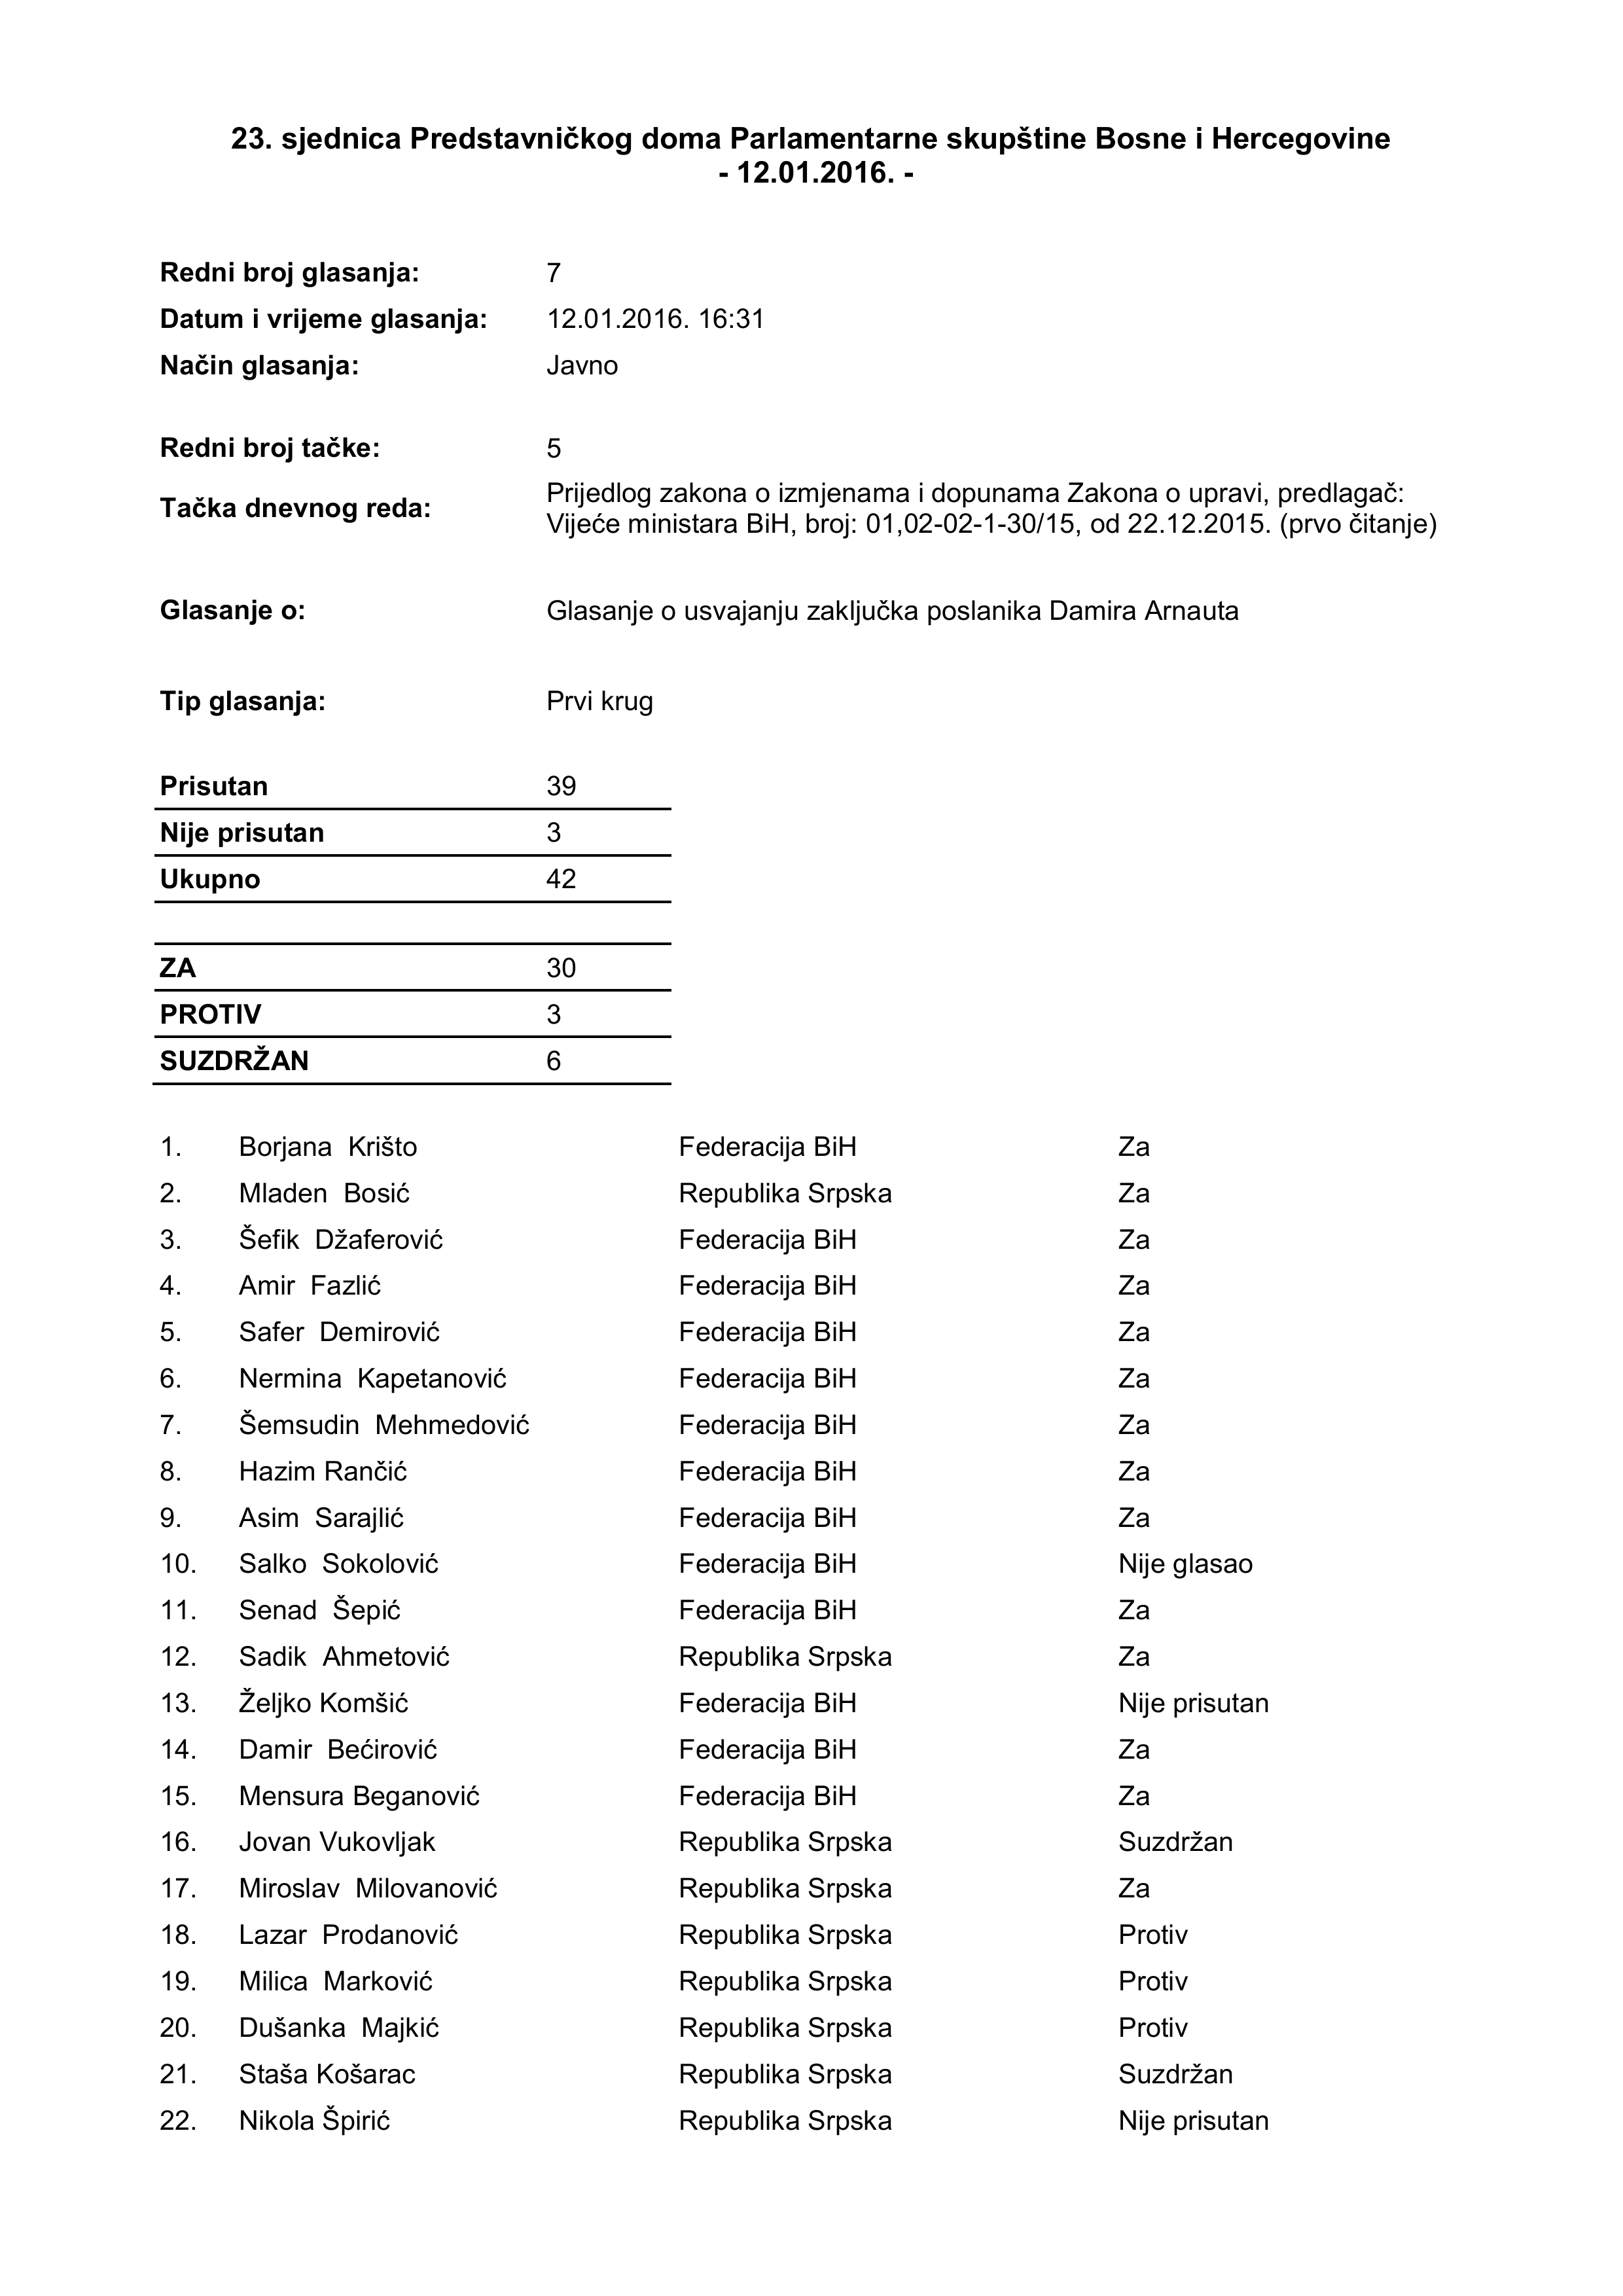 23. sjednica Predstavničkog doma Parlamentarne skupštine Bosne i Hercegovine
- 12.01.2016. -
Redni broj glasanja: 7
Datum i vrijeme glasanja: 12.01.2016. 16:31
Način glasanja: Javno
Redni broj tačke: 5
Tačka dnevnog reda: Prijedlog zakona o izmjenama i dopunama Zakona o upravi, predlagač:
Vijeće ministara BiH, broj: 01,02-02-1-30/15, od 22.12.2015. (prvo čitanje)
Glasanje o: Glasanje o usvajanju zaključka poslanika Damira Arnauta
Tip glasanja: Prvi krug
Prisutan 39
Nije prisutan 3
Ukupno 42
ZA 30
PROTIV 3
SUZDRŽAN 6
1. Borjana Krišto Federacija BiH Za
2. Mladen Bosić Republika Srpska Za
3. Šefik Džaferović Federacija BiH Za
4. Amir Fazlić Federacija BiH Za
5. Safer Demirović Federacija BiH Za
6. Nermina Kapetanović Federacija BiH Za
7. Šemsudin Mehmedović Federacija BiH Za
8. Hazim Rančić Federacija BiH Za
9. Asim Sarajlić Federacija BiH Za
10. Salko Sokolović Federacija BiH Nije glasao
11. Senad Šepić Federacija BiH Za
12. Sadik Ahmetović Republika Srpska Za
13. Željko Komšić Federacija BiH Nije prisutan
14. Damir Bećirović Federacija BiH Za
15. Mensura Beganović Federacija BiH Za
16. Jovan Vukovljak Republika Srpska Suzdržan
17. Miroslav Milovanović Republika Srpska Za
18. Lazar Prodanović Republika Srpska Protiv
19. Milica Marković Republika Srpska Protiv
20. Dušanka Majkić Republika Srpska Protiv
21. Staša Košarac Republika Srpska Suzdržan
22. Nikola Špirić Republika Srpska Nije prisutan